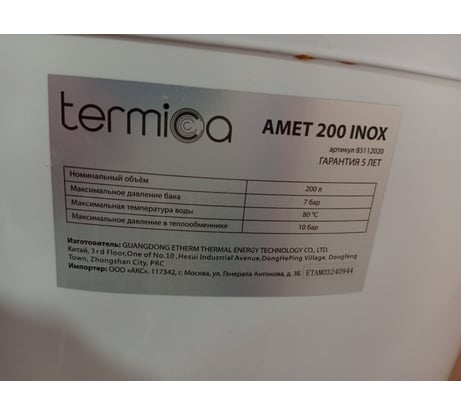 termica
AMET 200 INOX
артикул 85112020
ГАРАНТИЯ 5 ЛЕТ
Номинальный объём 200 л
Максимальное давление бака 7 бар
Максимальная температура воды 80 °C
Максимальное давление в теплообменнике 10 бар
Изготовитель: GUANGDONG ETHERM THERMAL ENERGY TECHNOLOGY CO., LTD.
Китай, 3 rd Floor,One of No.10 ,Hesui Industrial Avenue,DongHePing Village, Dongfeng
Town, Zhongshan City, PRC
Импортер: ООО «АКС», 117342, г. Москва, ул. Генерала Антонова, д. 3Б ETAM03240944